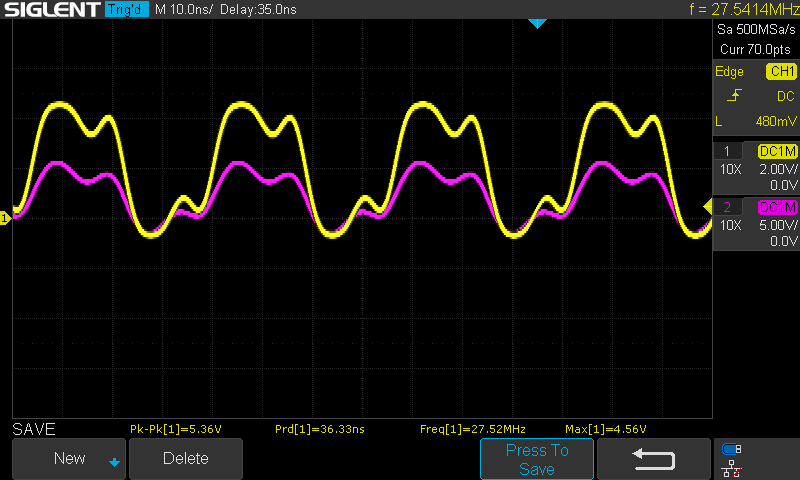 SIGLENT Trig'd M 10.0ns/ Delay:35.0ns f = 27.5414MHz
Sa 500MSa/s
Curr 70.0pts
Edge CH1
DC
L 480mV
1 DC1M
10X 2.00V/
0.0V
2 DC1M
10X 5.00V/
0.0V
1
SAVE Pk-Pk[1]=5.36V Prd[1]=36.33ns Freq[1]=27.52MHz Max[1]=4.56V
New Delete Press To
Save